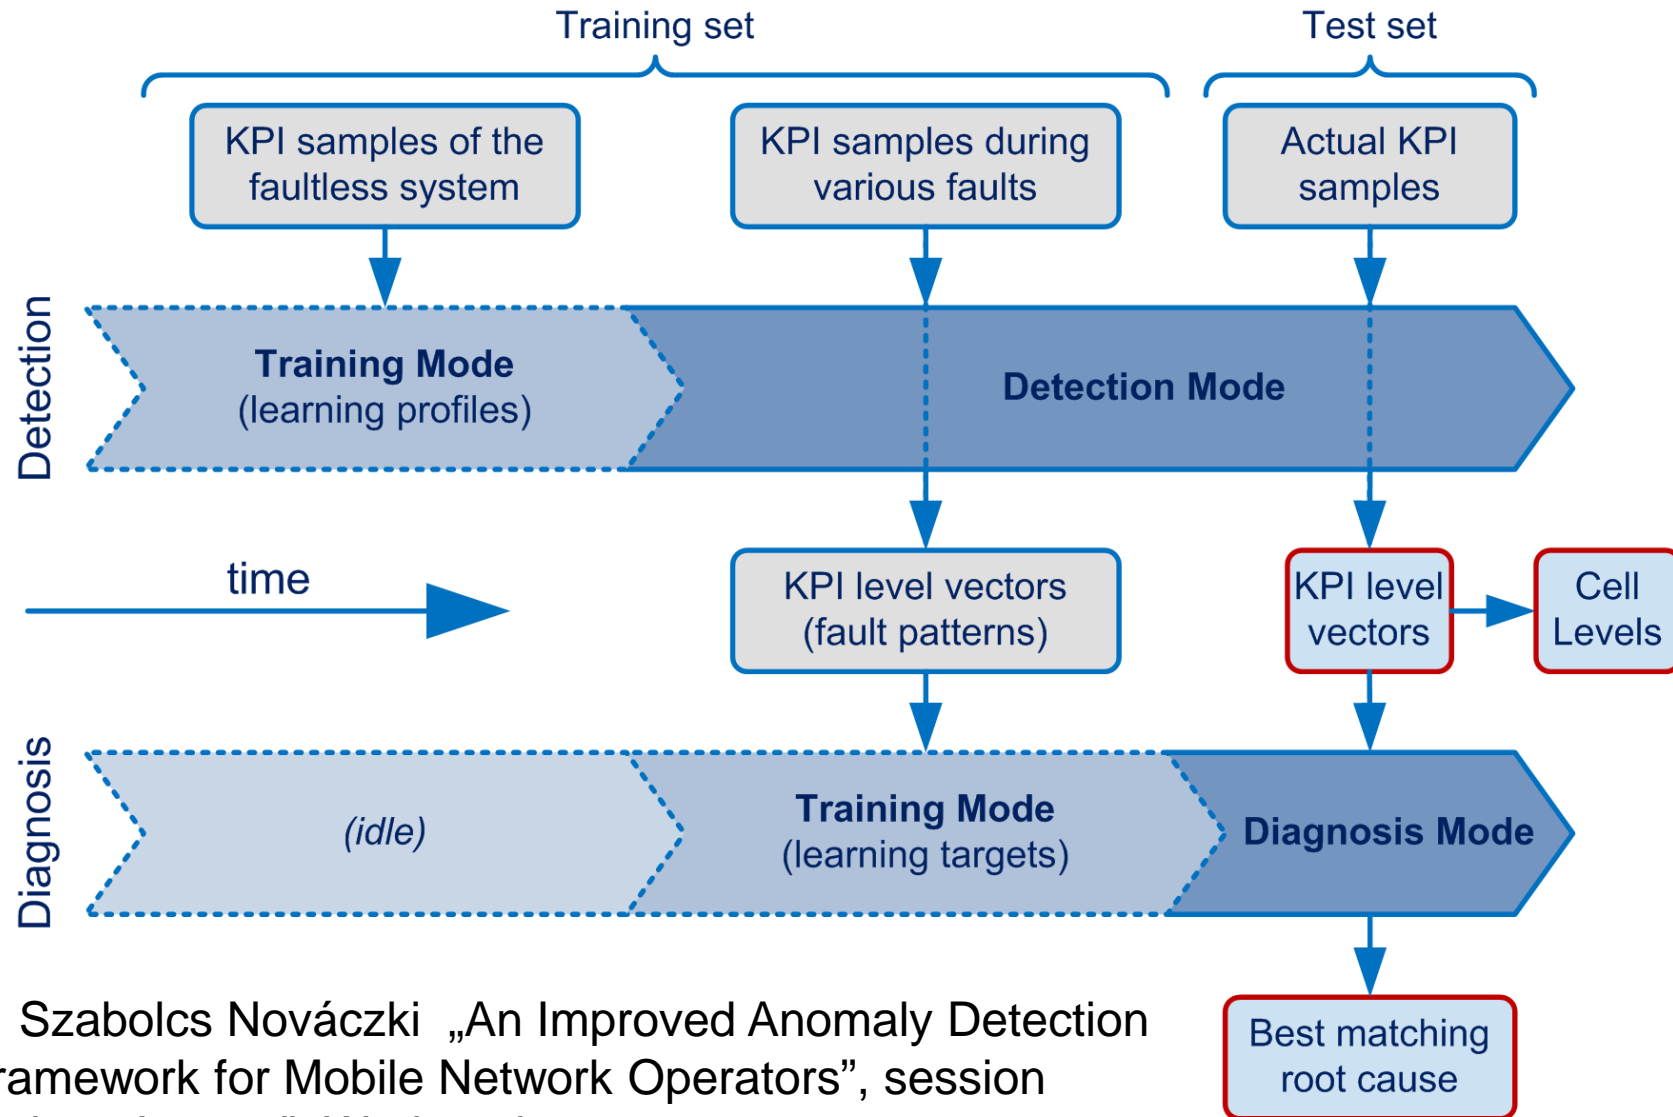 Training set
Test set
KPI samples of the
faultless system
KPI samples during
various faults
Actual KPI
samples
Detection
Training Mode
(learning profiles)
Detection Mode
time
KPI level vectors
(fault patterns)
KPI level
vectors
Cell
Levels
Diagnosis
(idle)
Training Mode
(learning targets)
Diagnosis Mode
Best matching
root cause
Szabolcs Nováczki „An Improved Anomaly Detection
ramework for Mobile Network Operators”, session